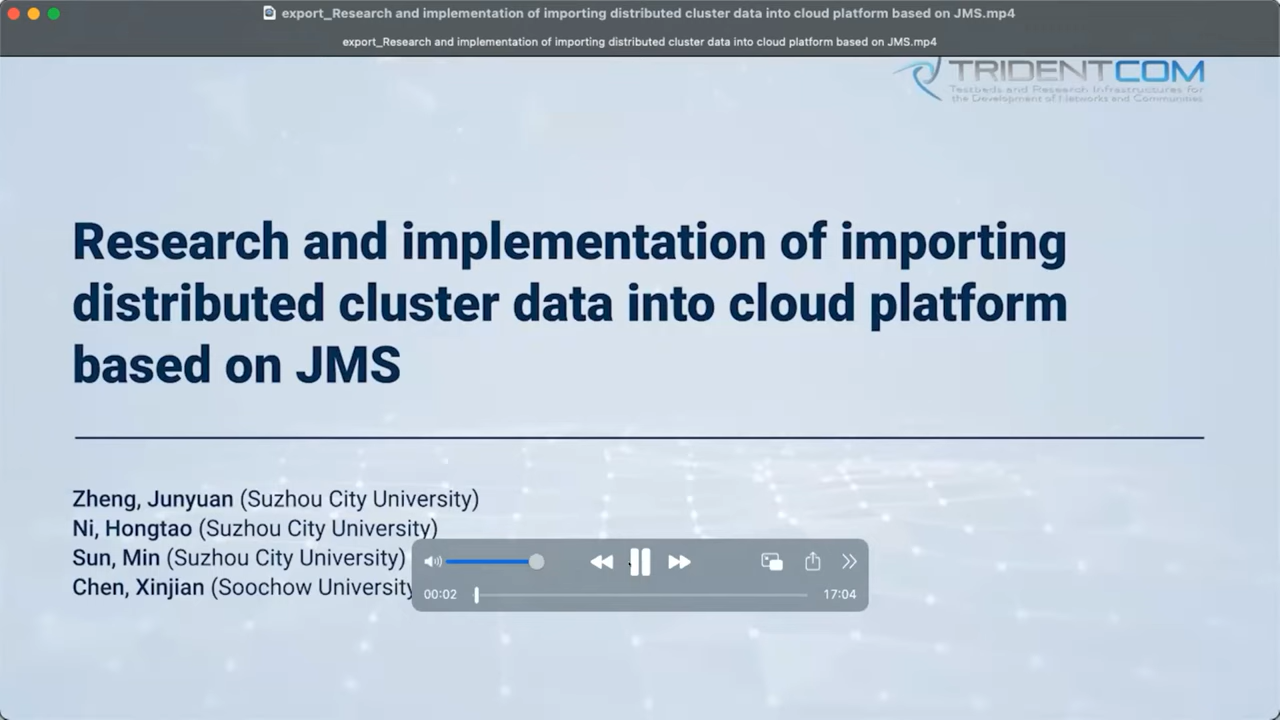 export_Research and implementation of importing distributed cluster data into cloud platform based on JMS.mp4
export_Research and implementation of importing distributed cluster data into cloud platform based on JMS.mp4
TRIDENTCOM
Testbeds and Research Infrastructures for
the Development of Networks and Communities
Research and implementation of importing
distributed cluster data into cloud platform
based on JMS
Zheng, Junyuan (Suzhou City University)
Ni, Hongtao (Suzhou City University)
Sun, Min (Suzhou City University)
Chen, Xinjian (Soochow University
00:02
17:04